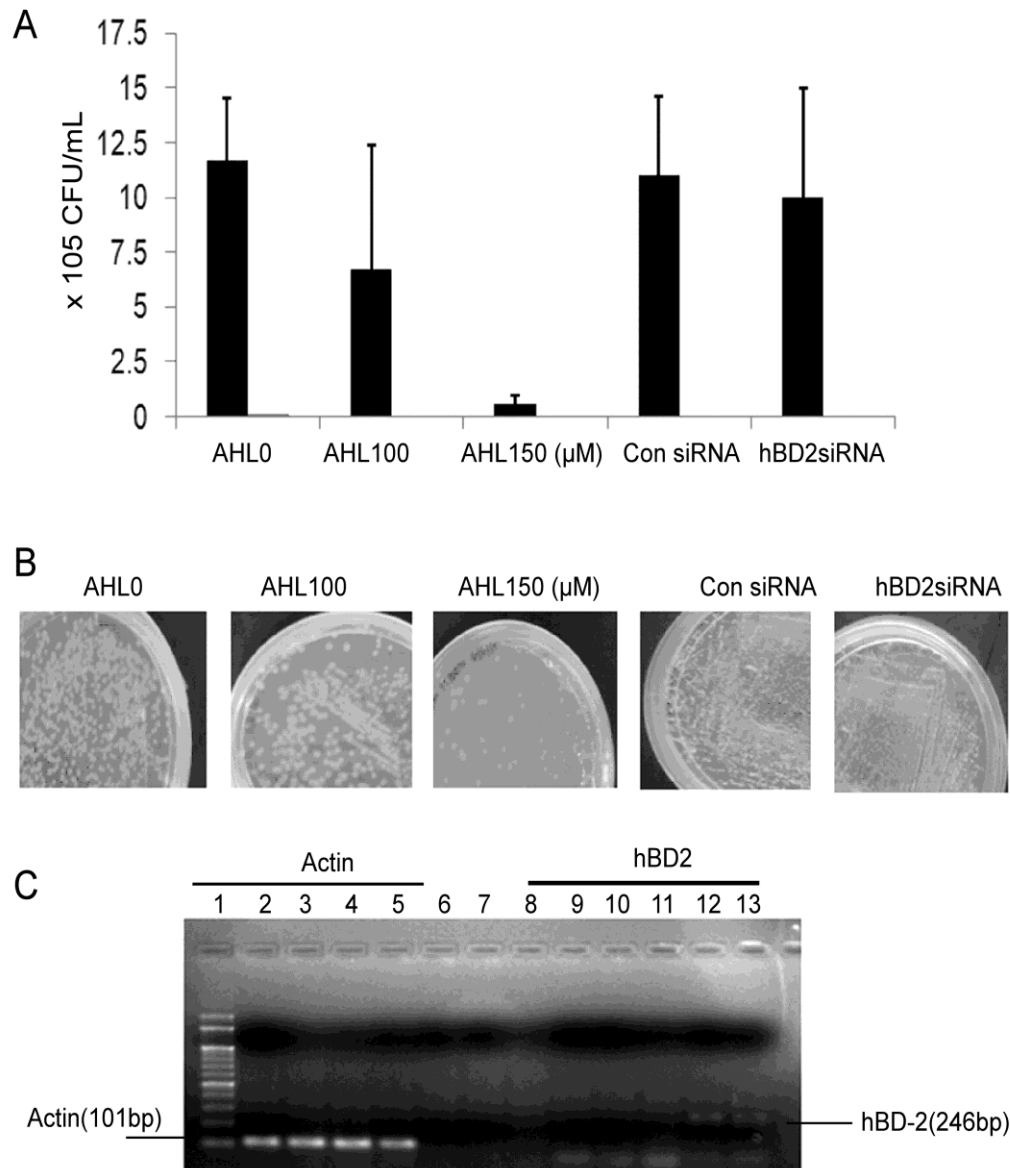 A
17.5
15
12.5
10
7.5
5
2.5
0
x 105 CFU/mL
AHL0 AHL100 AHL150 (µM) Con siRNA hBD2siRNA
B
AHL0 AHL100 AHL150 (µM) Con siRNA hBD2siRNA
C
Actin hBD2
1 2 3 4 5 6 7 8 9 10 11 12 13
Actin(101bp) hBD-2(246bp)